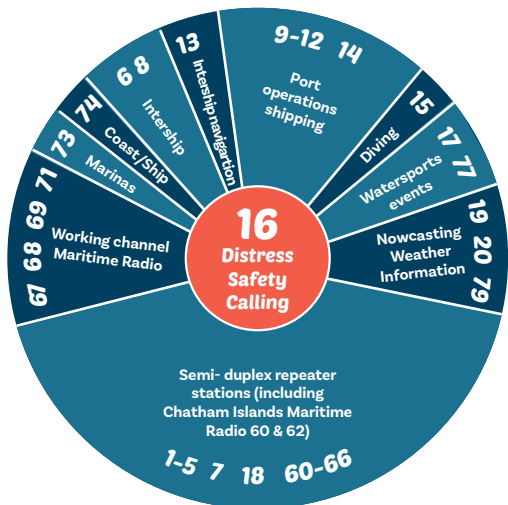 16
Distress
Safety
Calling
9-12 14
Port
operations
shipping
15
Diving
17 77
Watersports
events
19 20 79
Nowcasting
Weather
Information
Semi- duplex repeater
stations (including
Chatham Islands Maritime
Radio 60 & 62)
1-5 7 18 60-66
67 68 69 71
Working channel
Maritime Radio
73
Marinas
74
Coast/Ship
6 8
Intership
13
Intership navigartion